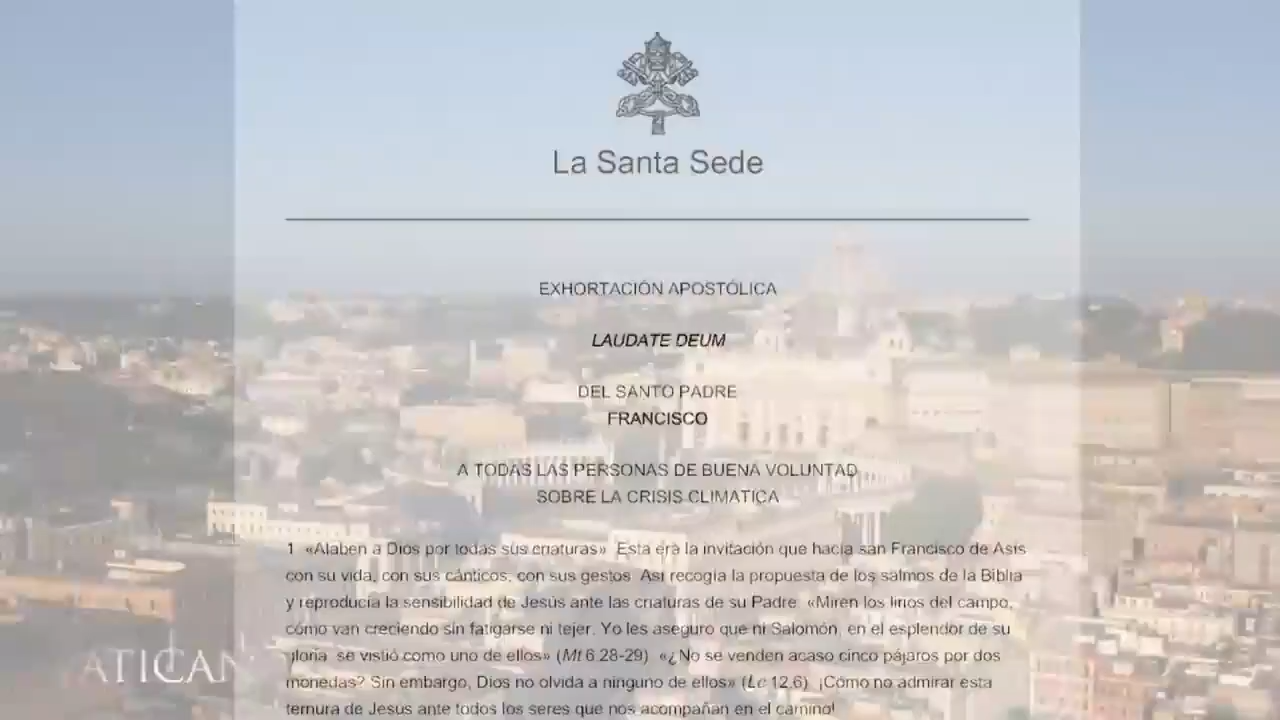 La Santa Sede
EXHORTACIÓN APOSTÓLICA
LAUDATE DEUM
DEL SANTO PADRE
FRANCISCO
A TODAS LAS PERSONAS DE BUENA VOLUNTAD
SOBRE LA CRISIS CLIMÁTICA
1 «Alaben a Dios por todas sus criaturas» Esta era la invitación que hacía san Francisco de Asís
con su vida, con sus cánticos, con sus gestos. Así recogía la propuesta de los salmos de la Biblia
y reproducía la sensibilidad de Jesús ante las criaturas de su Padre: «Miren los lirios del campo,
cómo van creciendo sin fatigarse ni tejer. Yo les aseguro que ni Salomón, en el esplendor de su
gloria, se vistió como uno de ellos» (Mt 6,28-29). «¿No se venden acaso cinco pájaros por dos
monedas? Sin embargo, Dios no olvida a ninguno de ellos» (Lc 12,6). ¡Cómo no admirar esta
ternura de Jesús ante todos los seres que nos acompañan en el camino!
ATICAN